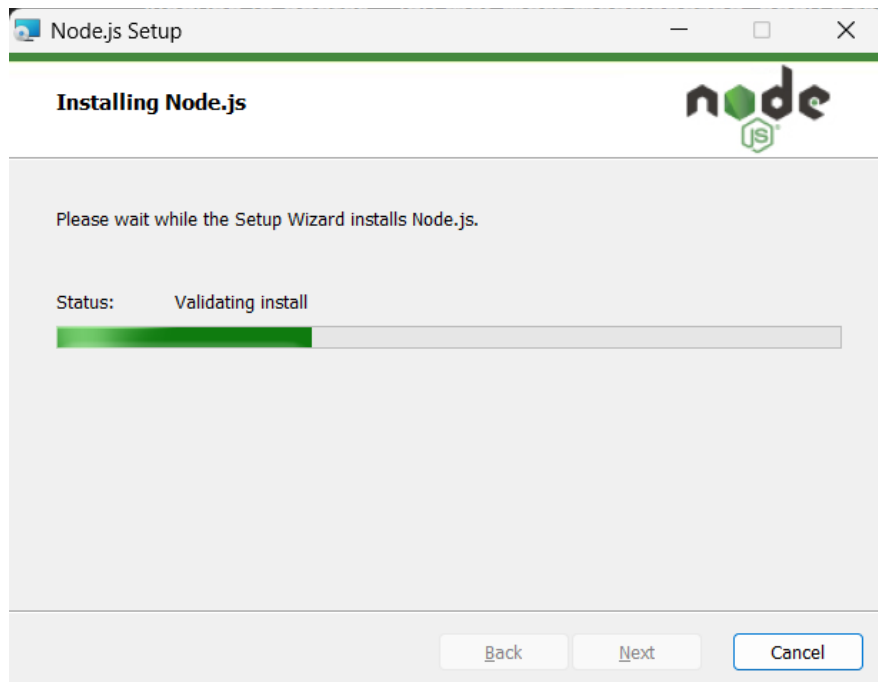 Node.js Setup
Installing Node.js
node
JS
Please wait while the Setup Wizard installs Node.js.
Status: Validating install
Back Next Cancel